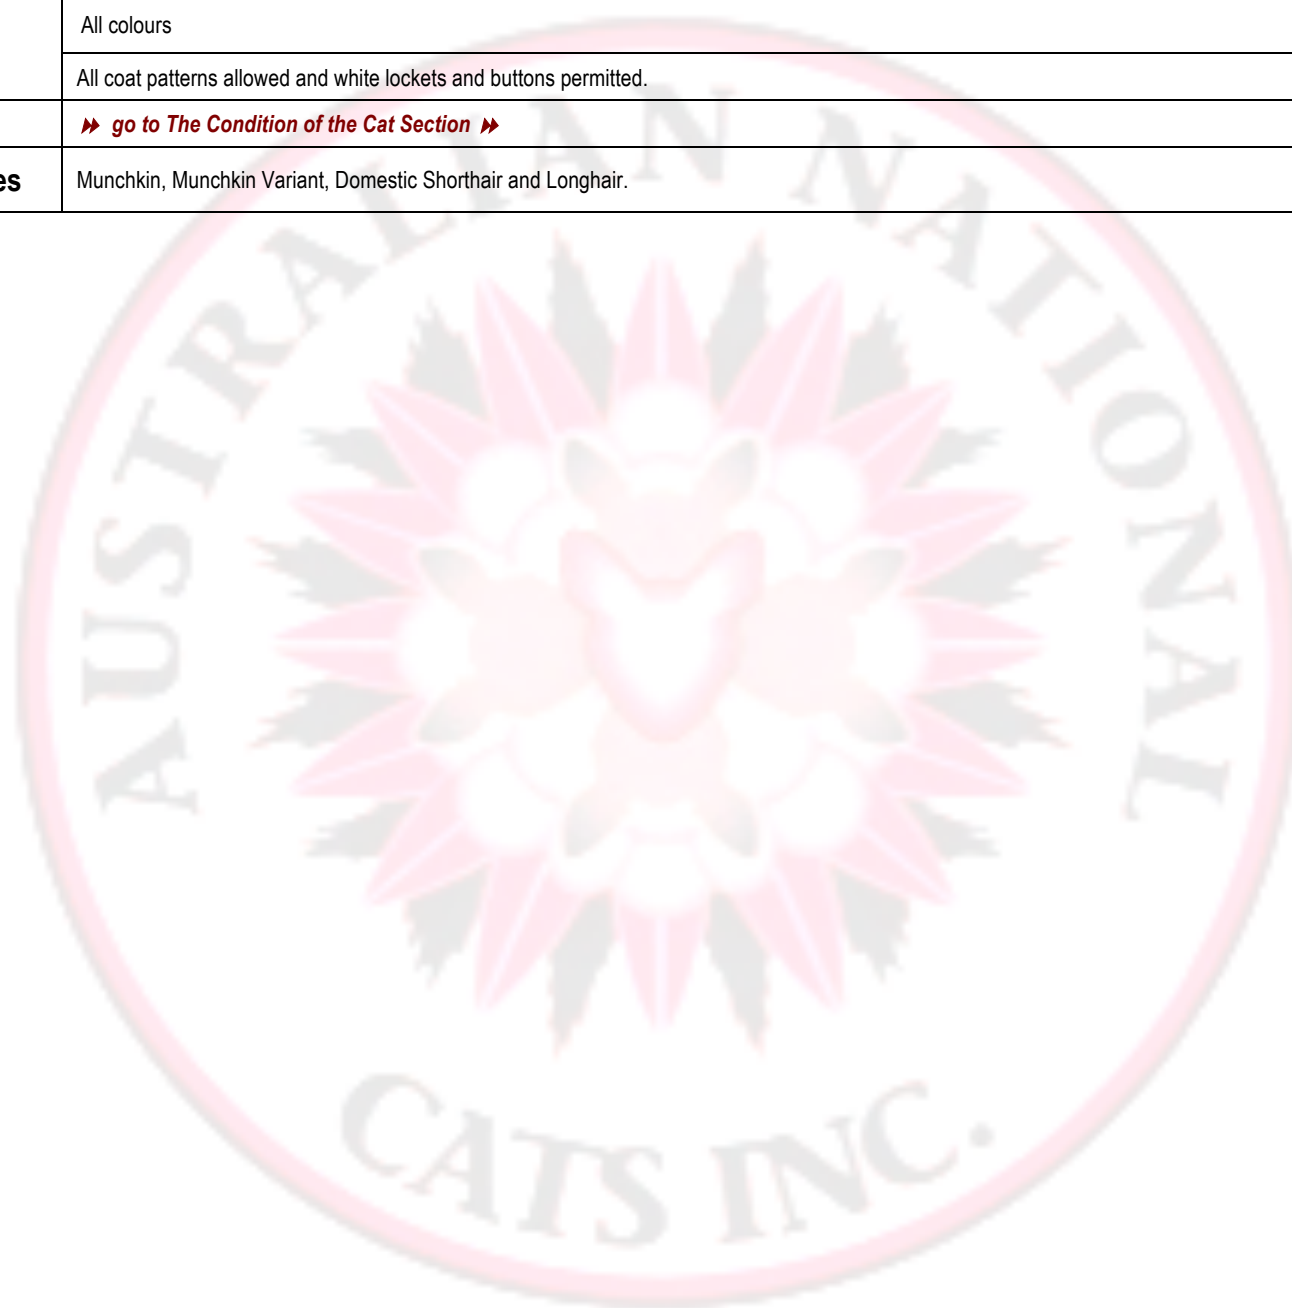 All colours
All coat patterns allowed and white lockets and buttons permitted.
go to The Condition of the Cat Section
es
Munchkin, Munchkin Variant, Domestic Shorthair and Longhair.
AUSTRALIAN NATIONAL
CATS INC.